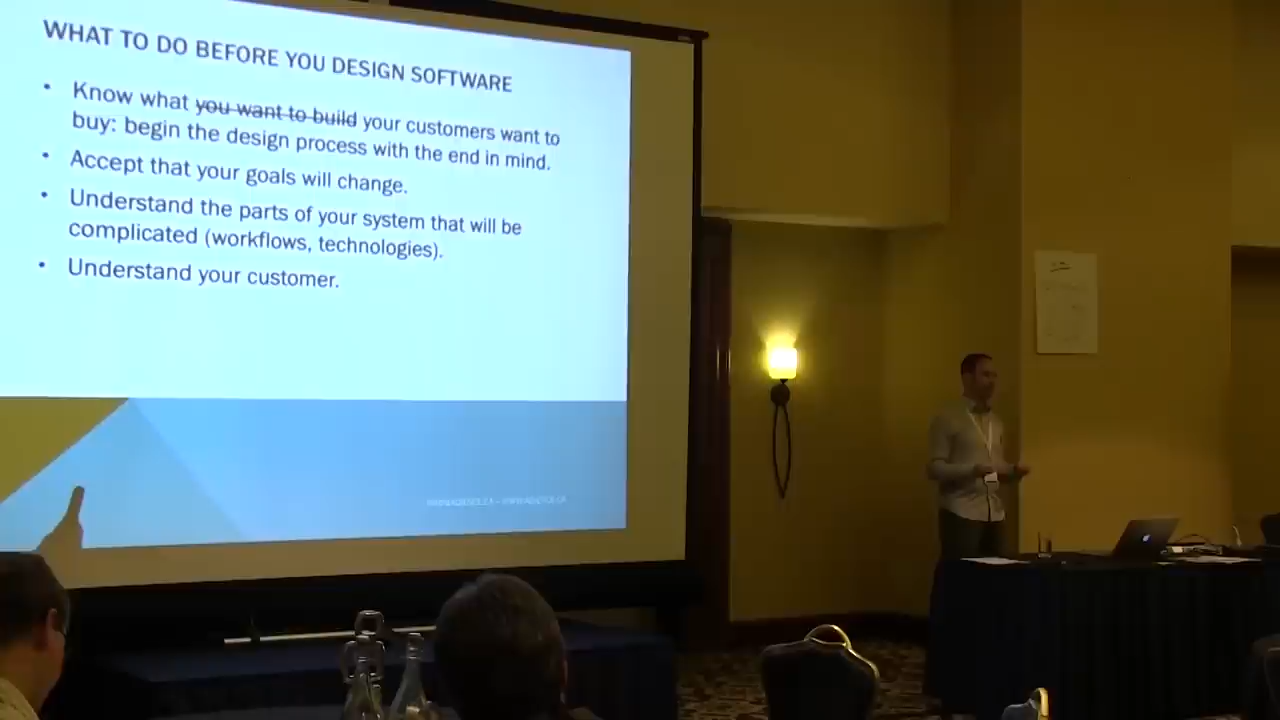 WHAT TO DO BEFORE YOU DESIGN SOFTWARE
• Know what you want to build your customers want to
buy: begin the design process with the end in mind.
• Accept that your goals will change.
• Understand the parts of your system that will be
complicated (workflows, technologies).
• Understand your customer.